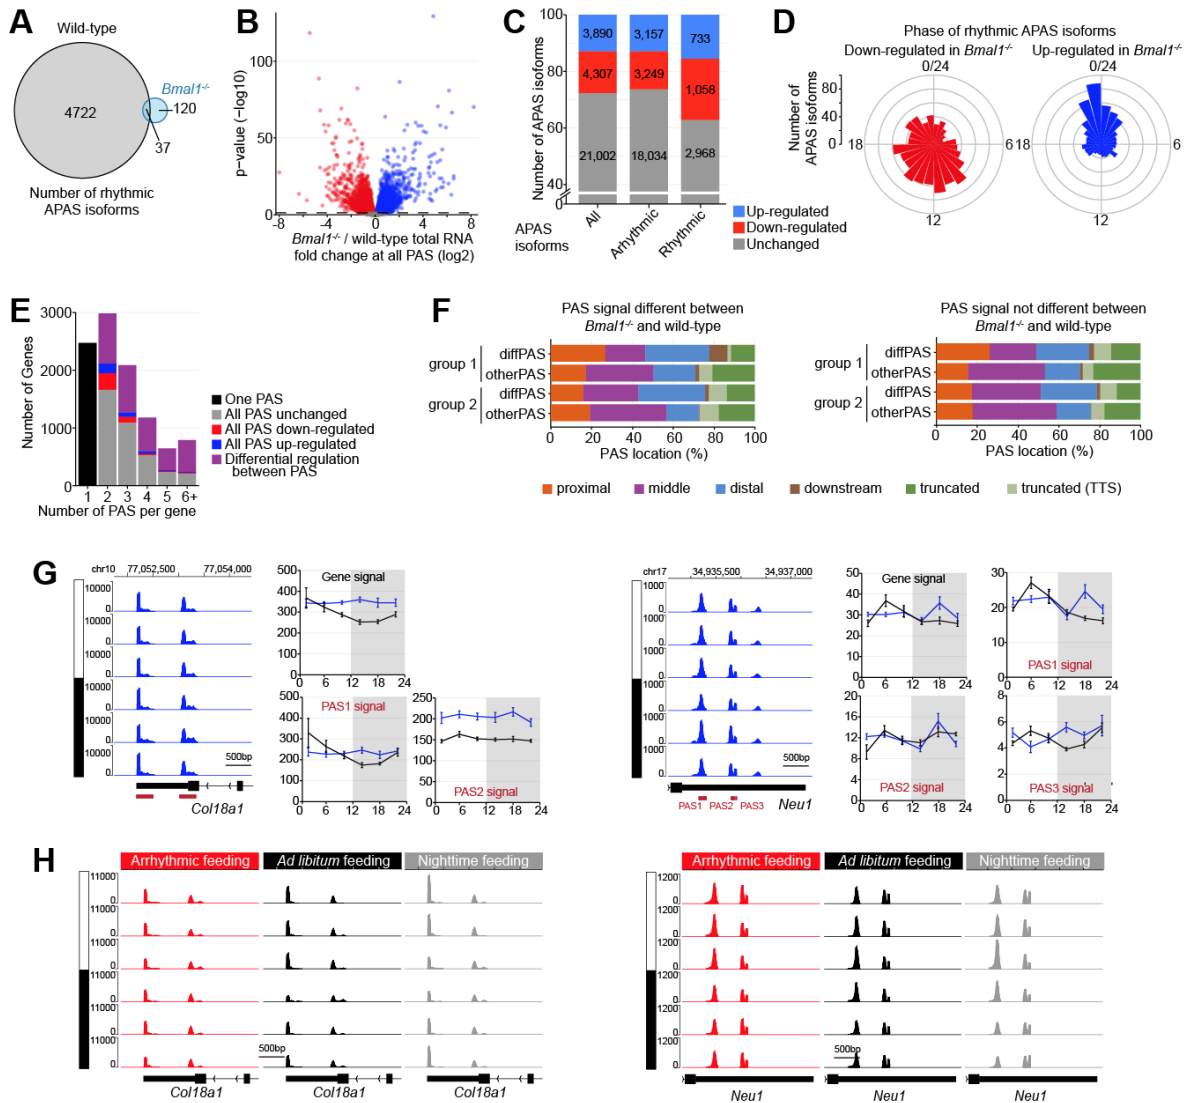 A
Wild-type
Bmal1-/-
4722
120
37
Number of rhythmic
APAS isoforms
B
p-value (−log10)
100
50
0
-8
-4
0
4
8
Bmal1-/- / wild-type total RNA
fold change at all PAS (log2)
C
Number of APAS isoforms
100
80
60
40
0
3,890
3,157
733
4,307
3,249
1,058
21,002
18,034
2,968
APAS
isoforms
All
Arhythmic
Rhythmic
Up-regulated
Down-regulated
Unchanged
D
Phase of rhythmic APAS isoforms
Down-regulated in Bmal1-/-
Up-regulated in Bmal1-/-
0/24
0/24
Number of
APAS isoforms
80
40
0
18
6
18
6
12
12
E
Number of Genes
3000
2000
1000
0
1
2
3
4
5
6+
Number of PAS per gene
One PAS
All PAS unchanged
All PAS down-regulated
All PAS up-regulated
Differential regulation
between PAS
F
PAS signal different between
Bmal1-/- and wild-type
group 1
diffPAS
otherPAS
group 2
diffPAS
otherPAS
0 20 40 60 80 100
PAS location (%)
PAS signal not different between
Bmal1-/- and wild-type
group 1
diffPAS
otherPAS
group 2
diffPAS
otherPAS
0 20 40 60 80 100
PAS location (%)
proximal
middle
distal
downstream
truncated
truncated (TTS)
G
chr10
77,052,500
77,054,000
10000
0
10000
0
10000
0
10000
0
10000
0
10000
0
500bp
Col18a1
Gene signal
500
400
300
200
100
0
0 6 12 18 24
PAS1 signal
500
400
300
200
100
0
0 6 12 18 24
250
200
150
100
50
0
PAS2 signal
0 6 12 18 24
chr17
34,935,500
34,937,000
1000
0
1000
0
1000
0
1000
0
1000
0
1000
0
500bp
PAS1
PAS2
PAS3
Neu1
Gene signal
50
40
30
20
10
0
0 6 12 18 24
30
20
10
0
PAS1 signal
0 6 12 18 24
20
16
12
8
4
0
PAS2 signal
0 6 12 18 24
8
6
4
2
0
PAS3 signal
0 6 12 18 24
H
Arrhythmic feeding
Ad libitum feeding
Nighttime feeding
11000
0
11000
0
11000
0
11000
0
11000
0
11000
0
500bp
Col18a1
Col18a1
Col18a1
Arrhythmic feeding
Ad libitum feeding
Nighttime feeding
1200
0
1200
0
1200
0
1200
0
1200
0
1200
0
500bp
Neu1
Neu1
Neu1